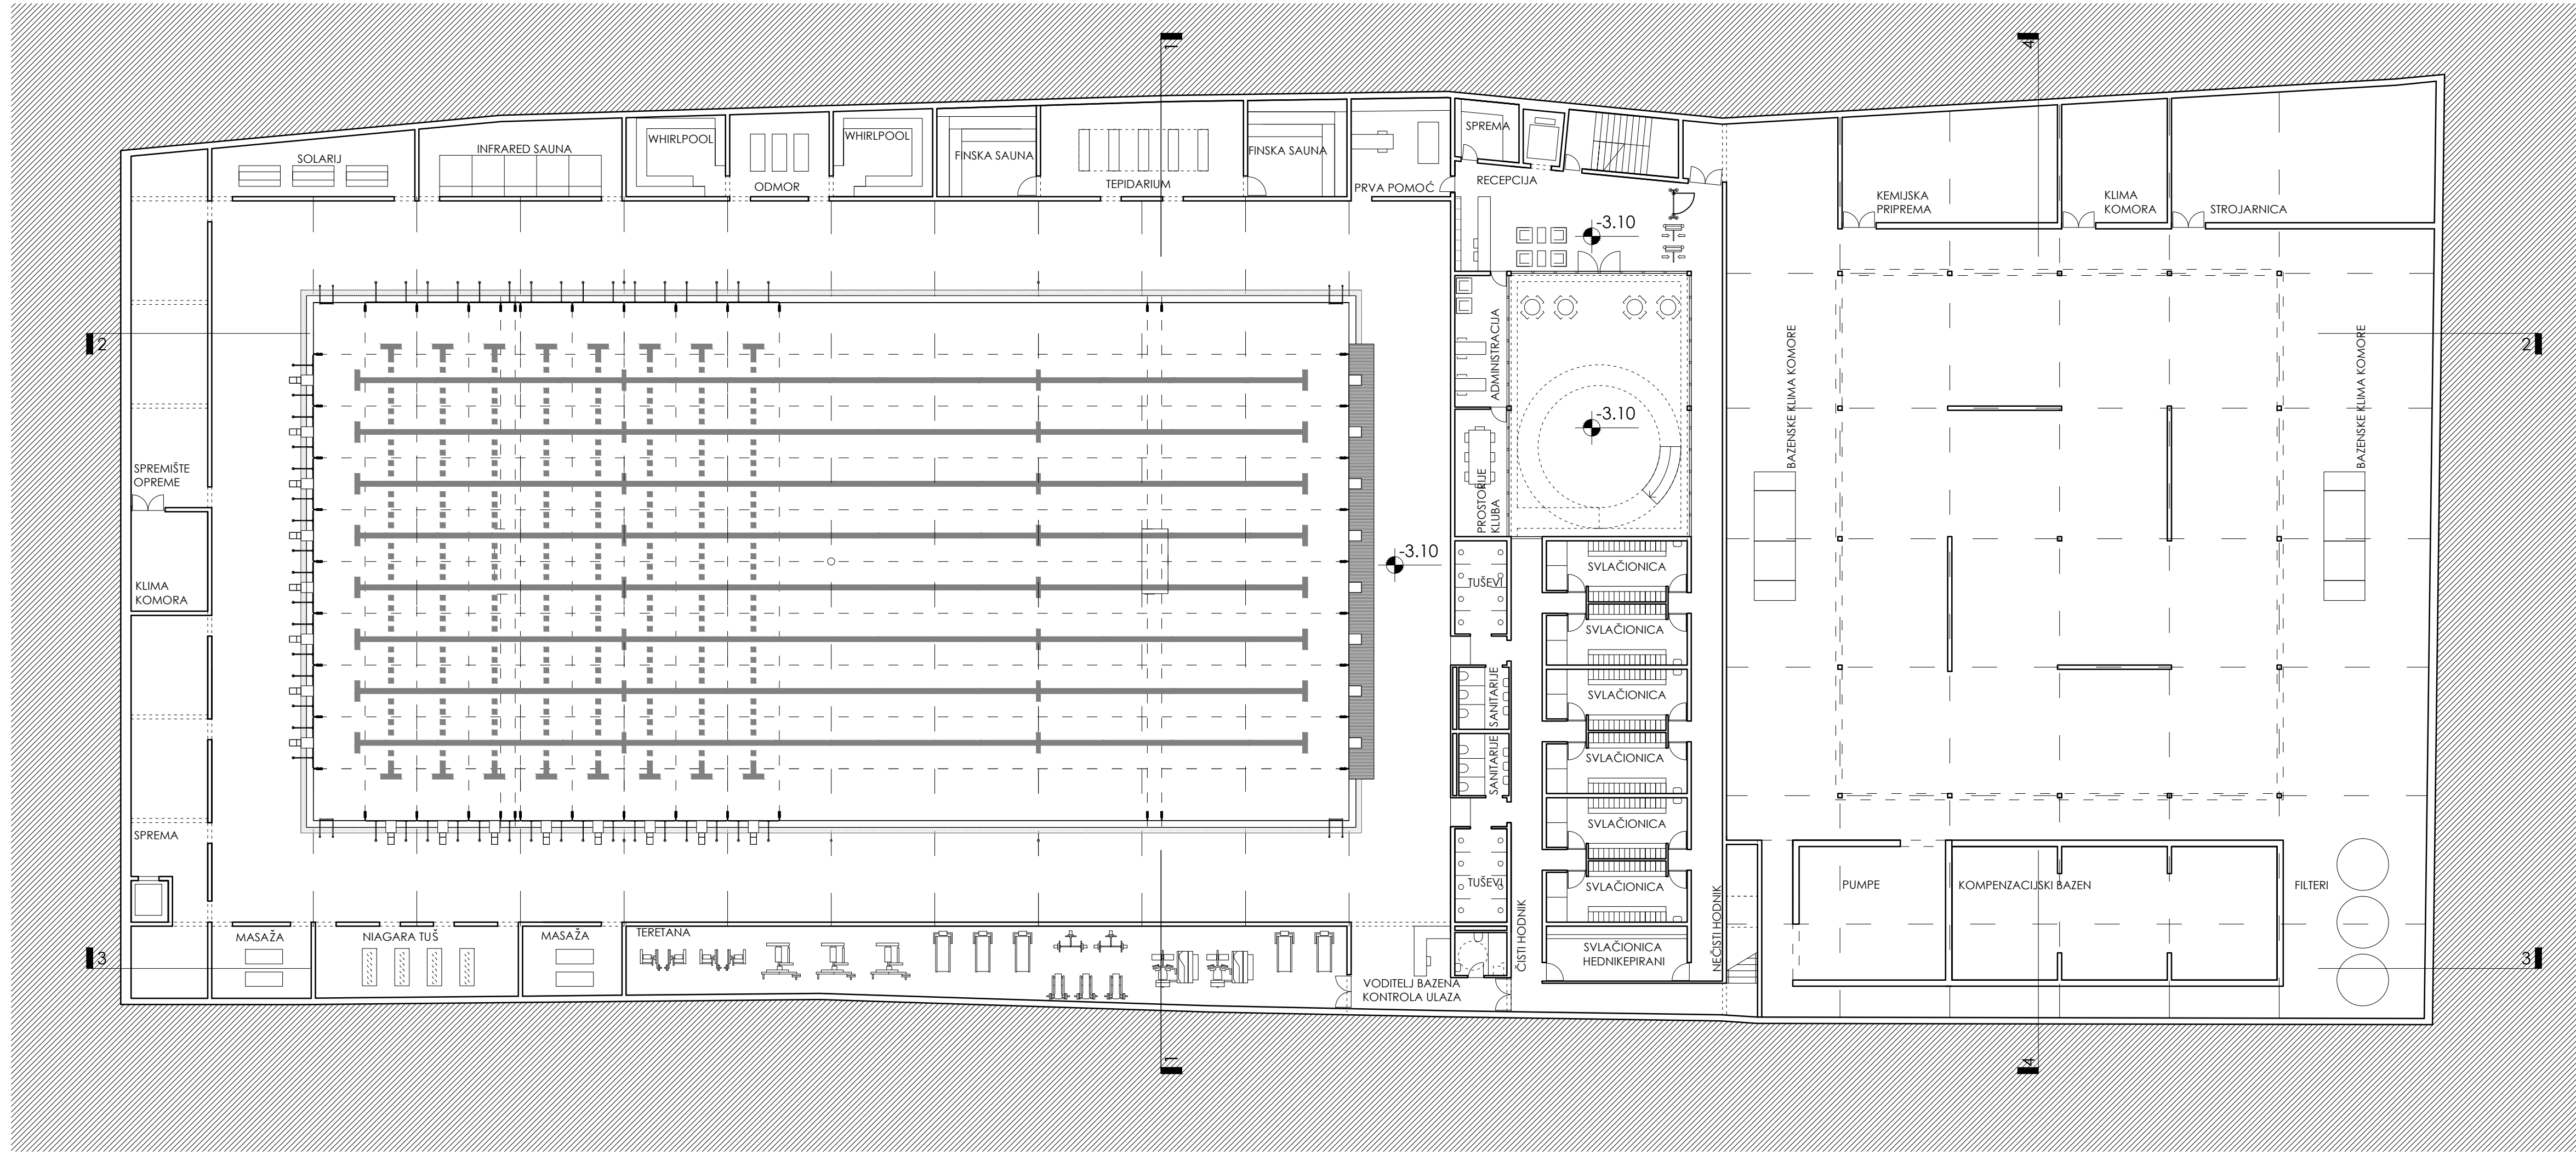 1
4
SOLARIJ
INFRARED SAUNA
WHIRLPOOL
ODMOR
WHIRLPOOL
FINSKA SAUNA
TEPIDARIUM
FINSKA SAUNA
PRVA POMOĆ
SPREMA
RECEPCIJA
-3.10
KEMIJSKA
PRIPREMA
KLIMA
KOMORA
STROJARNICA
2
2
ADMINISTRACIJA
-3.10
BAZENSKE KLIMA KOMORE
BAZENSKE KLIMA KOMORE
SPREMIŠTE
OPREME
PROSTORIJE
KLUBA
-3.10
KLIMA
KOMORA
TUŠEVI
SVLAČIONICA
SVLAČIONICA
SANITARIJE
SVLAČIONICA
SANITARIJE
SVLAČIONICA
SPREMA
SVLAČIONICA
TUŠEVI
SVLAČIONICA
PUMPE
KOMPENZACIJSKI BAZEN
FILTERI
ČISTI HODNIK
NEČISTI HODNIK
MASAŽA
NIAGARA TUŠ
MASAŽA
TERETANA
SVLAČIONICA
HEDNIKEPIRANI
3
3
VODITELJ BAZENA
KONTROLA ULAZA
1
4